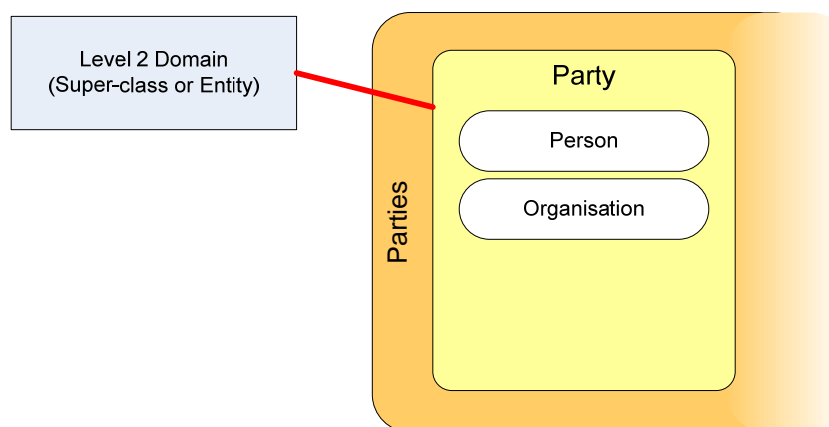 Level 2 Domain
(Super-class or Entity)
Party
Person
Organisation
Parties